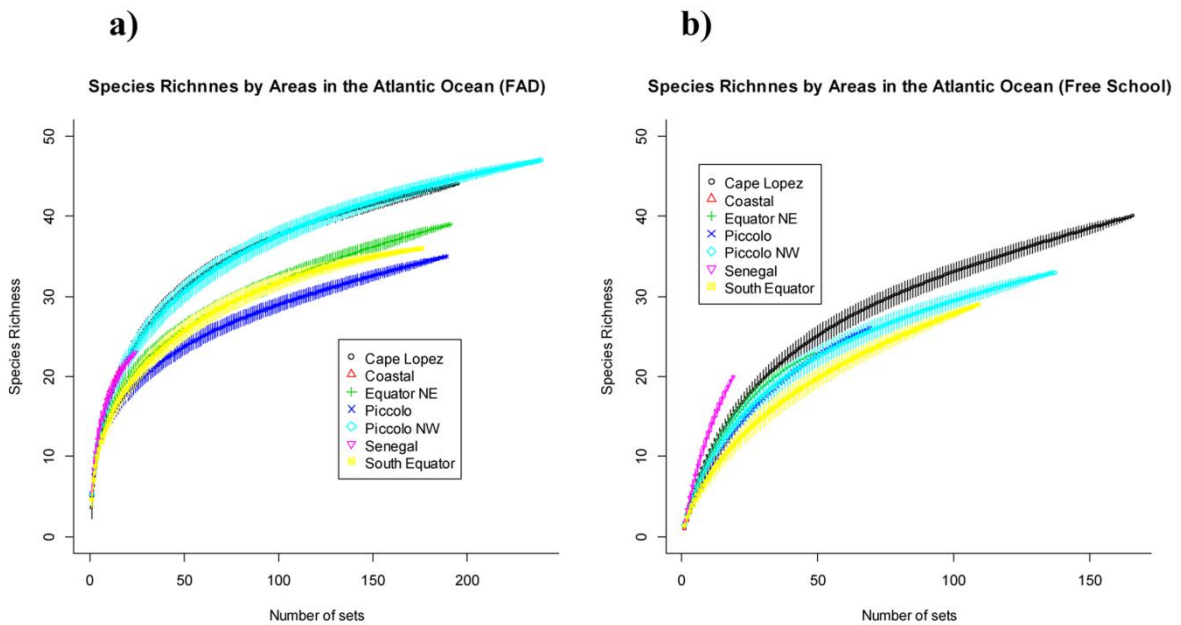 a)
Species Richnnes by Areas in the Atlantic Ocean (FAD)
Species Richness
50
40
30
20
10
0
Cape Lopez
Coastal
Equator NE
Piccolo
Piccolo NW
Senegal
South Equator
0 50 100 150 200
Number of sets
b)
Species Richnnes by Areas in the Atlantic Ocean (Free School)
Species Richness
50
40
30
20
10
0
Cape Lopez
Coastal
Equator NE
Piccolo
Piccolo NW
Senegal
South Equator
0 50 100 150
Number of sets